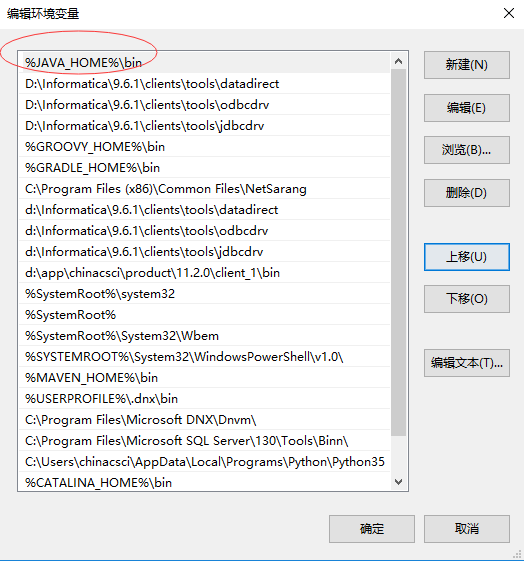 编辑环境变量
%JAVA_HOME%\bin
D:\Informatica\9.6.1\clients\tools\datadirect
D:\Informatica\9.6.1\clients\tools\odbcdrv
D:\Informatica\9.6.1\clients\tools\jdbcdrv
%GROOVY_HOME%\bin
%GRADLE_HOME%\bin
C:\Program Files (x86)\Common Files\NetSarang
d:\Informatica\9.6.1\clients\tools\datadirect
d:\Informatica\9.6.1\clients\tools\odbcdrv
d:\Informatica\9.6.1\clients\tools\jdbcdrv
d:\app\chinacsci\product\11.2.0\client_1\bin
%SystemRoot%\system32
%SystemRoot%
%SystemRoot%\System32\Wbem
%SYSTEMROOT%\System32\WindowsPowerShell\v1.0\
%MAVEN_HOME%\bin
%USERPROFILE%\.dnx\bin
C:\Program Files\Microsoft DNX\Dnvm\
C:\Program Files\Microsoft SQL Server\130\Tools\Binn\
C:\Users\chinacsci\AppData\Local\Programs\Python\Python35
%CATALINA_HOME%\bin
新建(N)
编辑(E)
浏览(B)...
删除(D)
上移(U)
下移(O)
编辑文本(T)...
确定
取消